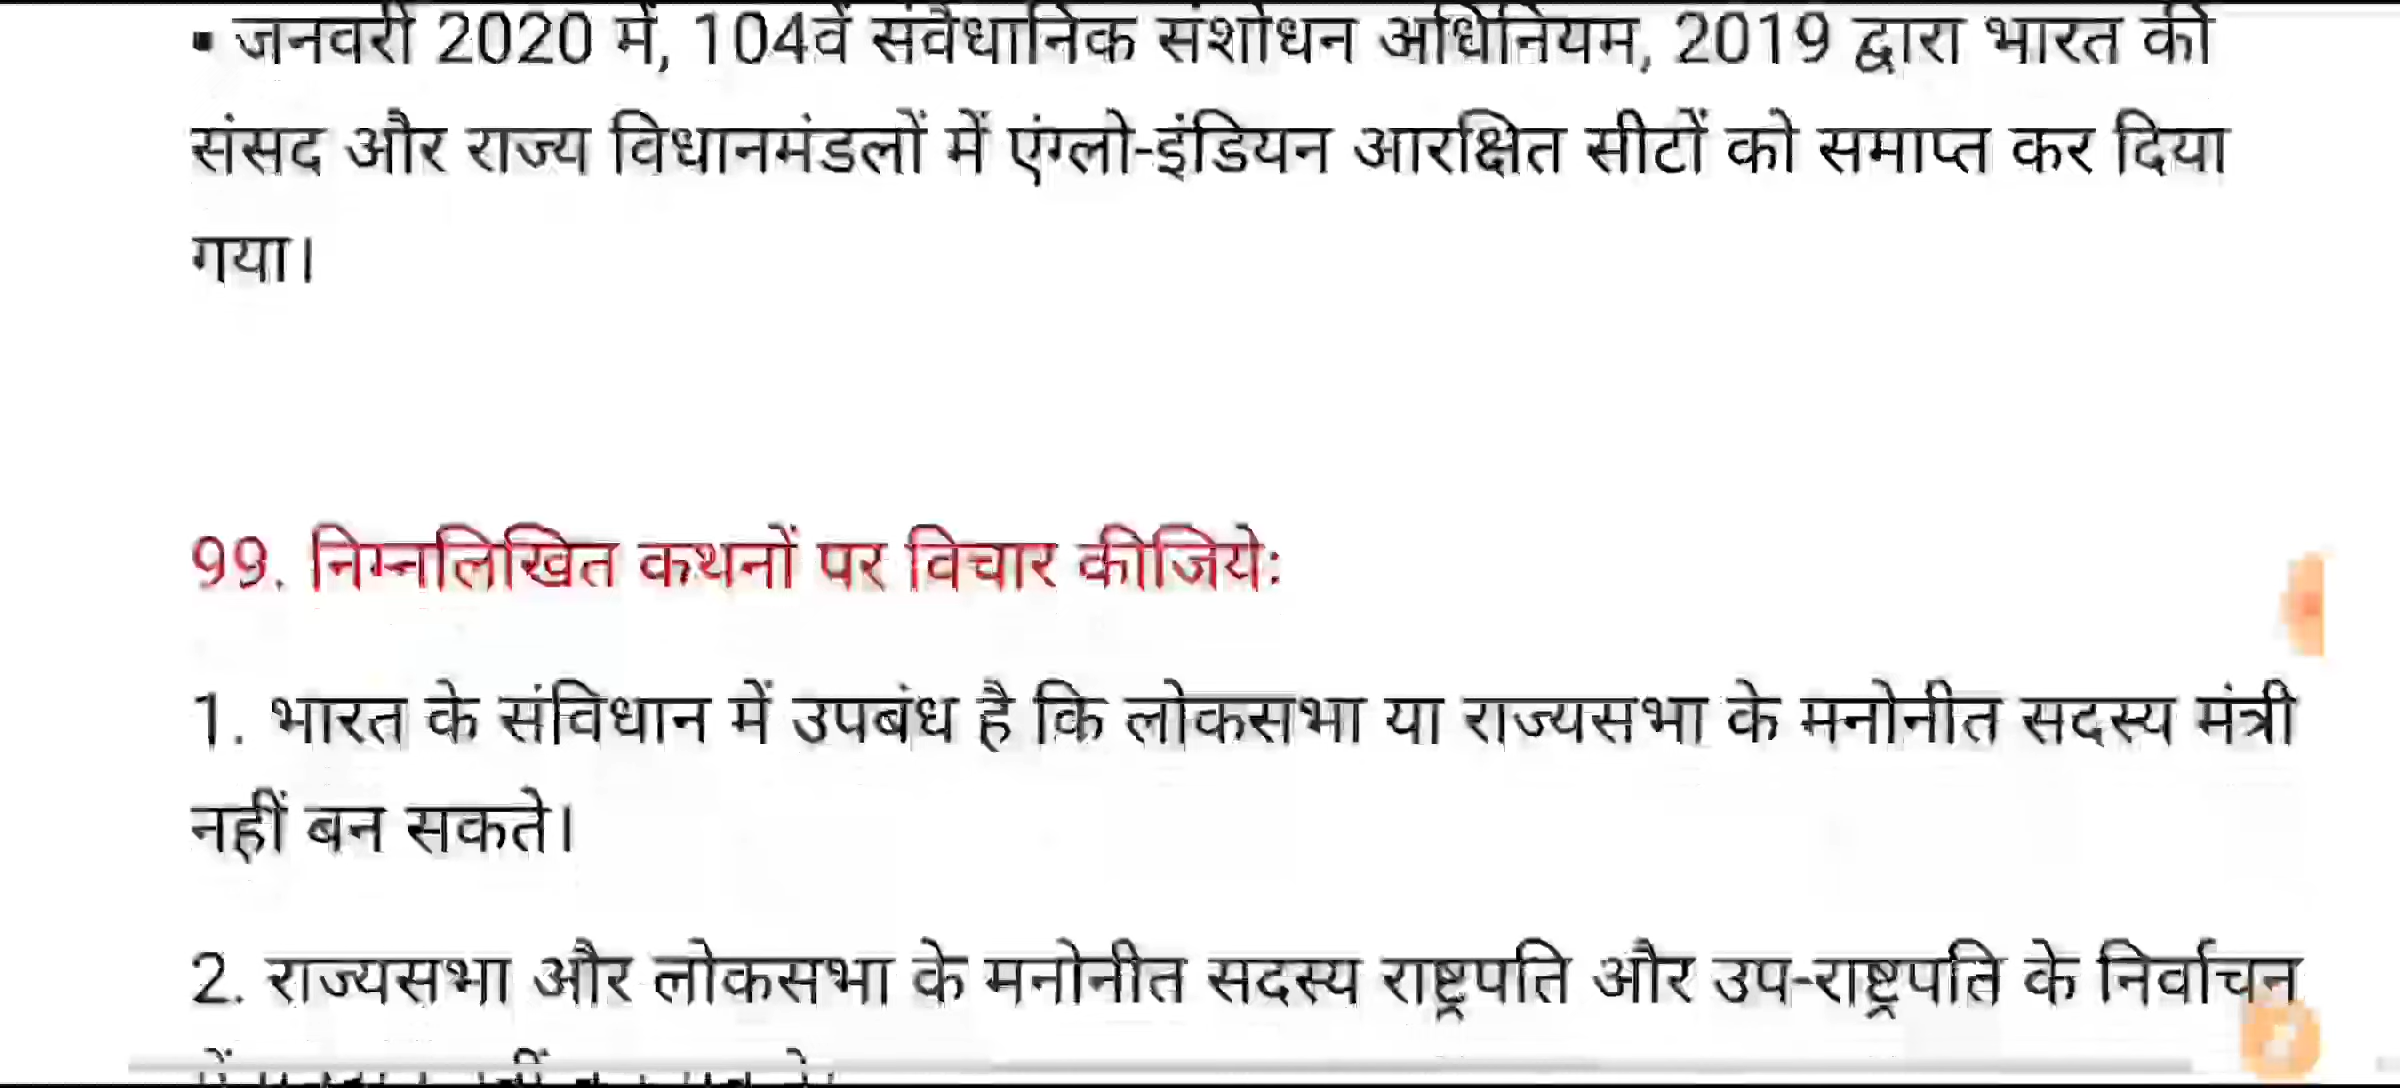 ▪ जनवरी 2020 में, 104वें संवैधानिक संशोधन अधिनियम, 2019 द्वारा भारत की
संसद और राज्य विधानमंडलों में एंग्लो-इंडियन आरक्षित सीटों को समाप्त कर दिया
गया।
99. निम्नलिखित कथनों पर विचार कीजिये:
1. भारत के संविधान में उपबंध है कि लोकसभा या राज्यसभा के मनोनीत सदस्य मंत्री
नहीं बन सकते।
2. राज्यसभा और लोकसभा के मनोनीत सदस्य राष्ट्रपति और उप-राष्ट्रपति के निर्वाचन